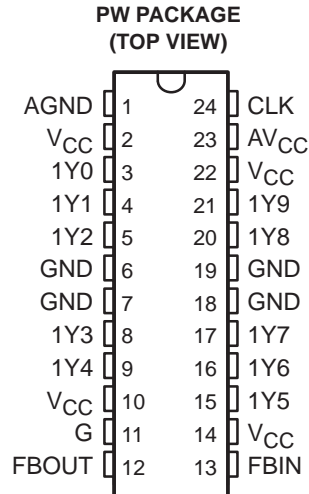 PW PACKAGE
(TOP VIEW)
AGND 1 24 CLK
VCC 2 23 AVCC
1Y0 3 22 VCC
1Y1 4 21 1Y9
1Y2 5 20 1Y8
GND 6 19 GND
GND 7 18 GND
1Y3 8 17 1Y7
1Y4 9 16 1Y6
VCC 10 15 1Y5
G 11 14 VCC
FBOUT 12 13 FBIN